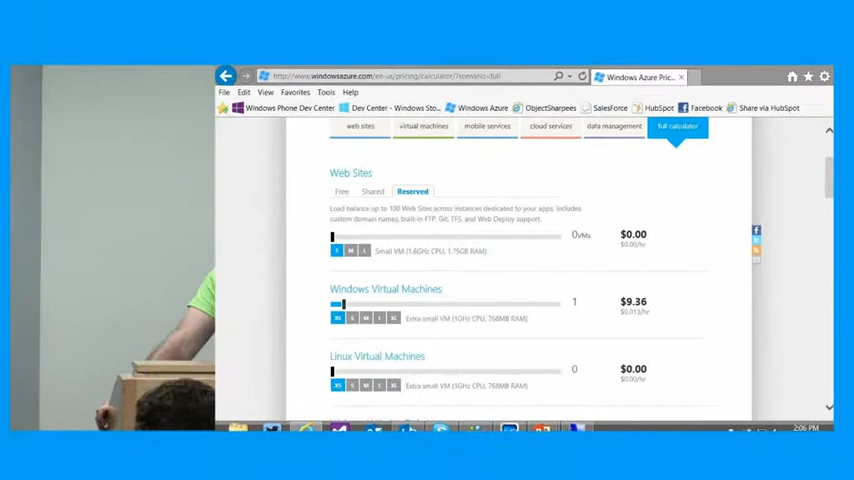 http://www.windowsazure.com/en-us/pricing/calculator/?scenario=full
Windows Azure Pric...
File Edit View Favorites Tools Help
Windows Phone Dev Center Dev Center - Windows Sto... Windows Azure ObjectSharpees SalesForce HubSpot Facebook Share via HubSpot
web sites virtual machines mobile services cloud services data management full calculator
Web Sites
Free Shared Reserved
Load balance up to 100 Web Sites across instances dedicated to your apps. Includes
custom domain names, built-in FTP, Git, TFS, and Web Deploy support.
0 VMs $0.00
$0.00/hr
S M L Small VM (1.6GHz CPU, 1.75GB RAM)
Windows Virtual Machines
1 $9.36
$0.013/hr
XS S M L XL Extra small VM (1GHz CPU, 768MB RAM)
Linux Virtual Machines
0 $0.00
$0.00/hr
XS S M L XL Extra small VM (1GHz CPU, 768MB RAM)
2:06 PM